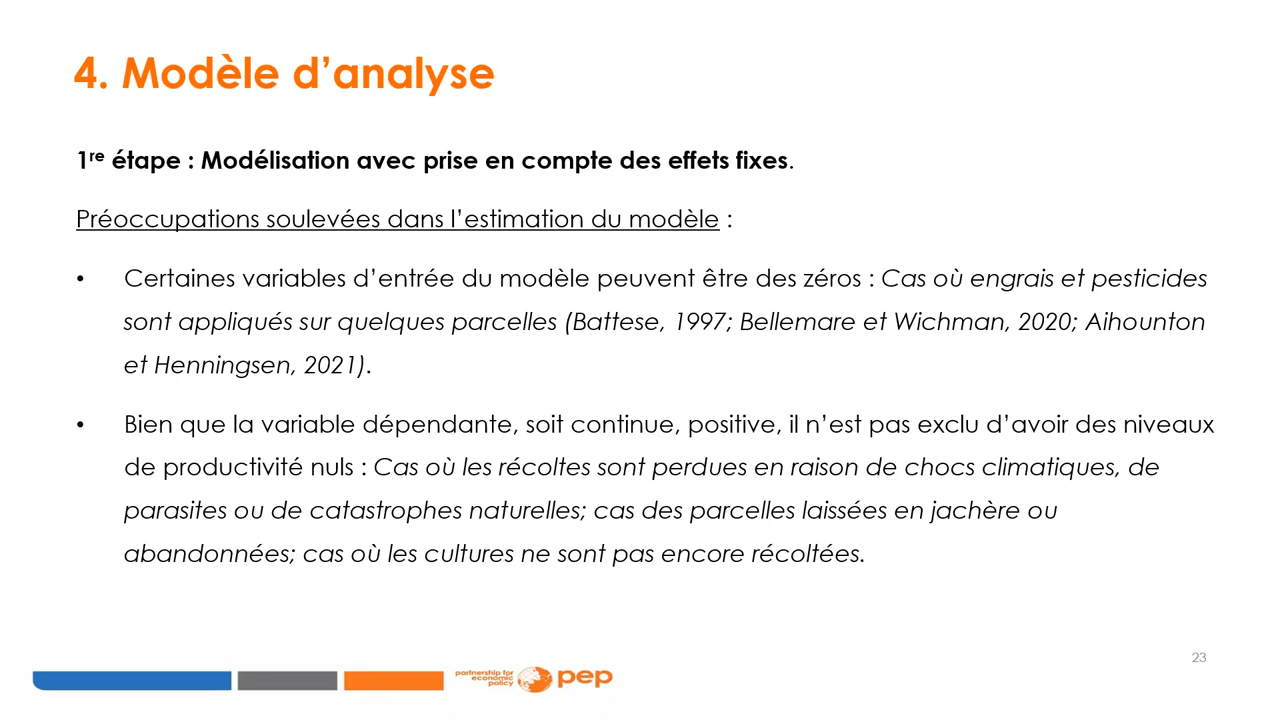 4. Modèle d’analyse
1re étape : Modélisation avec prise en compte des effets fixes.
Préoccupations soulevées dans l’estimation du modèle :
• Certaines variables d’entrée du modèle peuvent être des zéros : Cas où engrais et pesticides
sont appliqués sur quelques parcelles (Battese, 1997; Bellemare et Wichman, 2020; Aihounton
et Henningsen, 2021).
• Bien que la variable dépendante, soit continue, positive, il n’est pas exclu d’avoir des niveaux
de productivité nuls : Cas où les récoltes sont perdues en raison de chocs climatiques, de
parasites ou de catastrophes naturelles; cas des parcelles laissées en jachère ou
abandonnées; cas où les cultures ne sont pas encore récoltées.
23
partnership for
economic
policy
pep